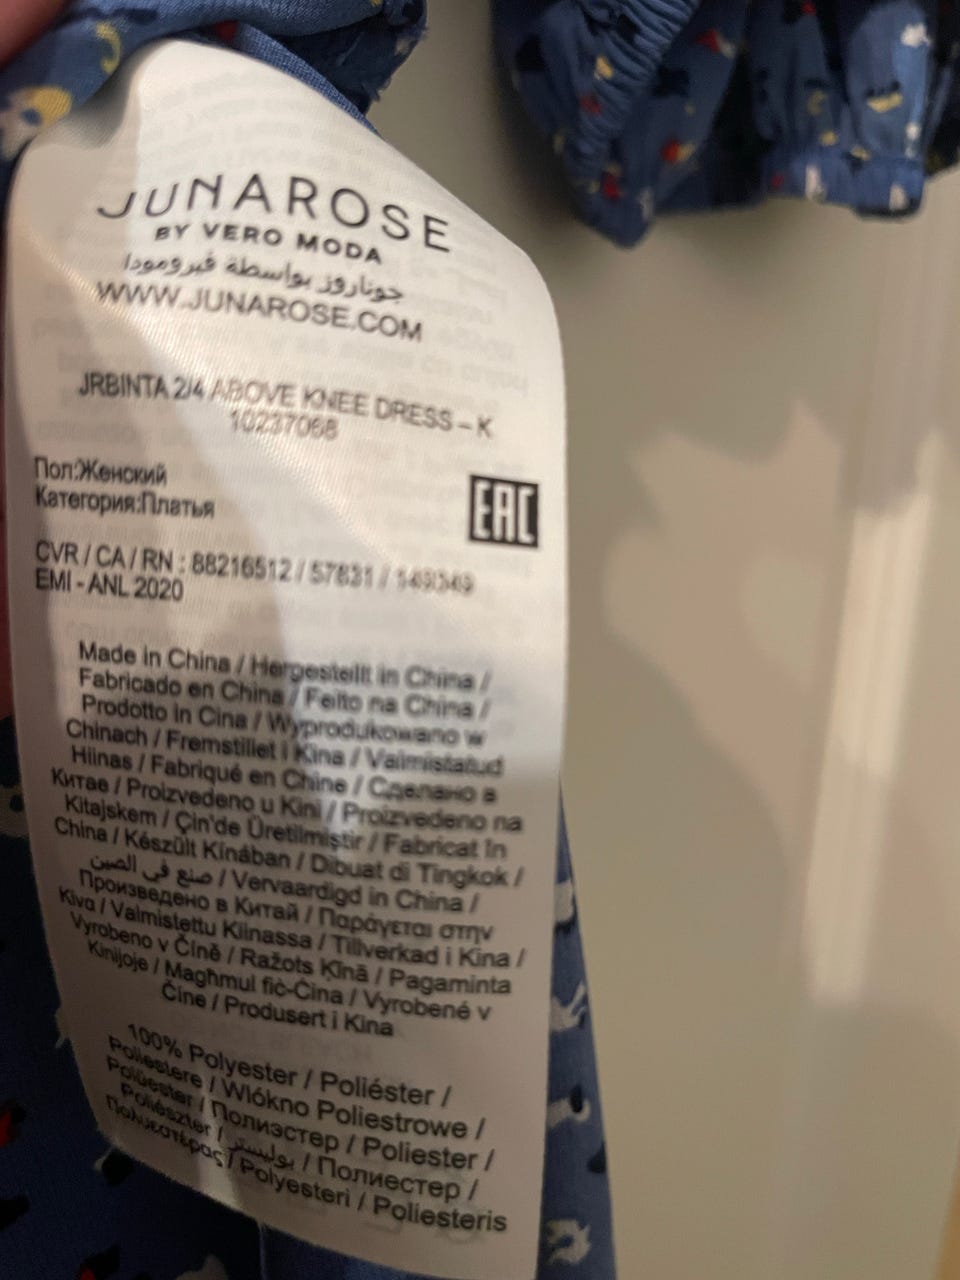 JUNAROSE
BY VERO MODA
جوناروز بواسطة فيرومودا
WWW.JUNAROSE.COM
JRBINTA 2/4 ABOVE KNEE DRESS – K
10237068
Пол:Женский
Категория:Платья
EAC
CVR / CA / RN : 88216512 / 57831 / 149349
EMI - ANL 2020
Made in China / Hergestellt in China /
Fabricado en China / Feito na China /
Prodotto in Cina / Wyprodukowano w
Chinach / Fremstillet i Kina / Valmistatud
Hiinas / Fabriqué en Chine / Сделано в
Китае / Proizvedeno u Kini / Proizvedeno na
Kitajskem / Çin'de Üretilmiştir / Fabricat în
China / Készült Kínában / Dibuat di Tingkok /
صنع في الصين / Vervaardigd in China /
Произведено в Китай / Παράγεται στην
Κίνα / Valmistettu Kiinassa / Tillverkad i Kina /
Vyrobeno v Číně / Ražots Ķīnā / Pagaminta
Kinijoje / Magħmul fiċ-Ċina / Vyrobené v
Číne / Produsert i Kina
100% Polyester / Poliéster /
Poliestere / Wlókno Poliestrowe /
Polüester / Полиэстер / Poliester /
Poliészter / بوليستر / Полиестер /
Πολυεστέρας / Polyesteri / Poliesteris